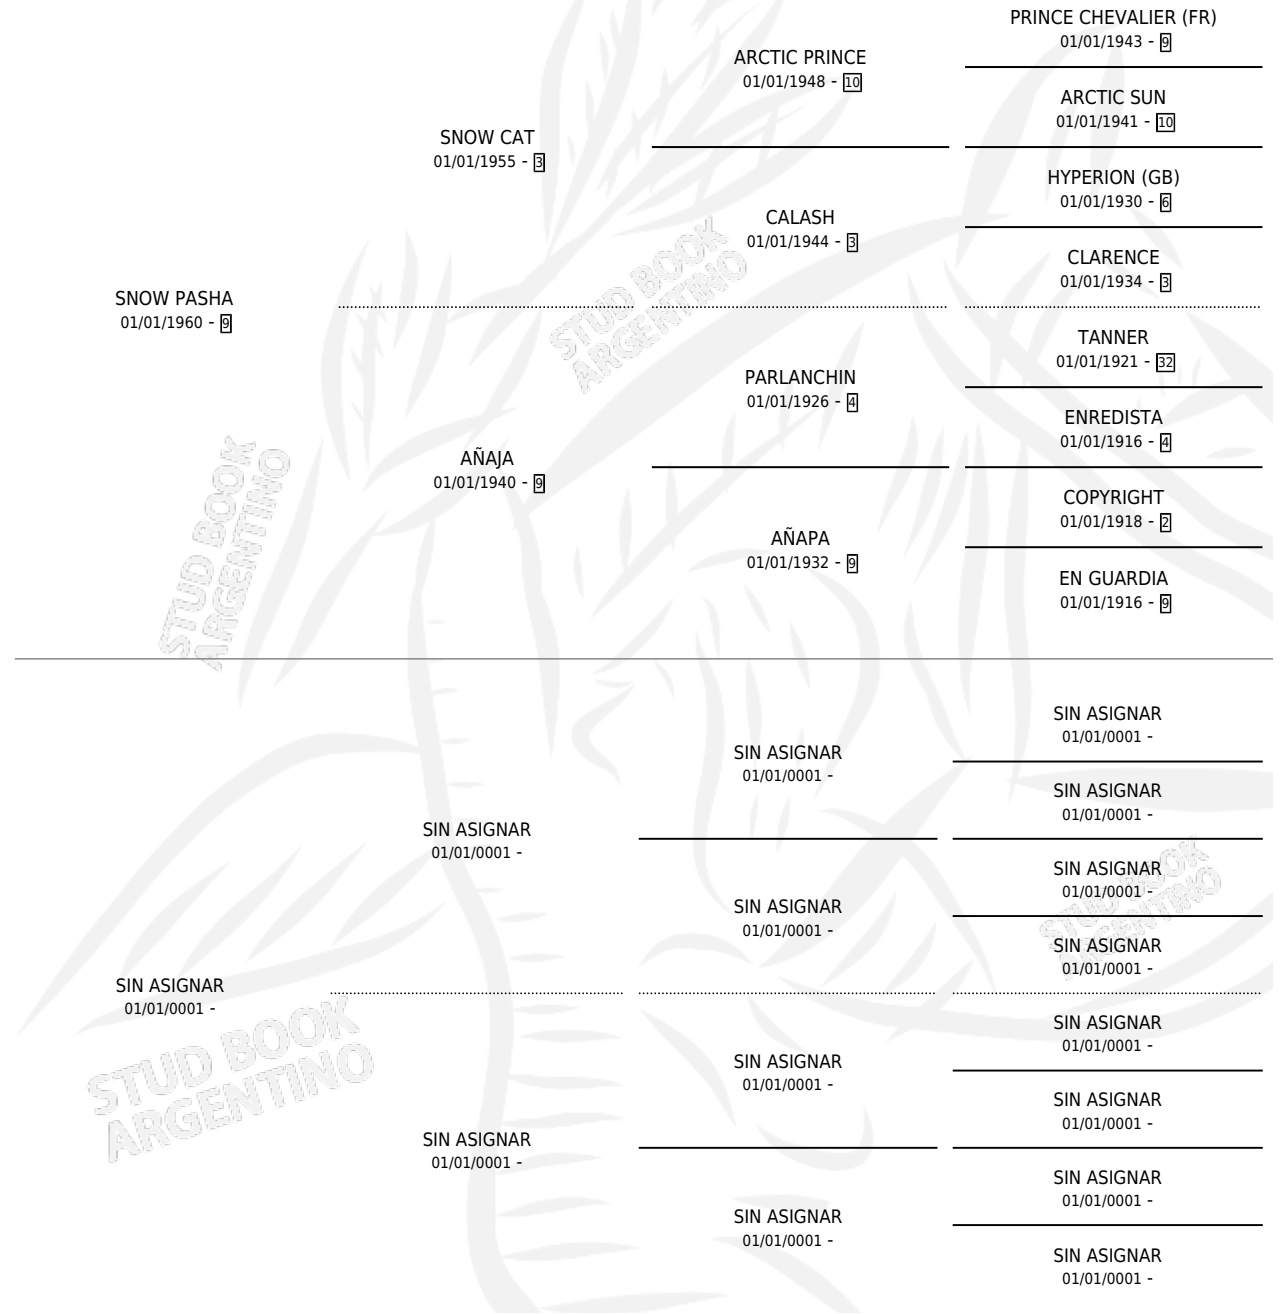 PRINCE CHEVALIER (FR)
01/01/1943 - 9
ARCTIC PRINCE
01/01/1948 - 10
ARCTIC SUN
01/01/1941 - 10
SNOW CAT
01/01/1955 - 3
HYPERION (GB)
01/01/1930 - 6
CALASH
01/01/1944 - 3
CLARENCE
01/01/1934 - 3
SNOW PASHA
01/01/1960 - 9
TANNER
01/01/1921 - 32
PARLANCHIN
01/01/1926 - 4
ENREDISTA
01/01/1916 - 4
AÑAJA
01/01/1940 - 9
COPYRIGHT
01/01/1918 - 2
AÑAPA
01/01/1932 - 9
EN GUARDIA
01/01/1916 - 9
STUD BOOK
ARGENTINO
STUD BOOK
ARGENTINO
SIN ASIGNAR
01/01/0001 -
SIN ASIGNAR
01/01/0001 -
SIN ASIGNAR
01/01/0001 -
SIN ASIGNAR
01/01/0001 -
SIN ASIGNAR
01/01/0001 -
SIN ASIGNAR
01/01/0001 -
SIN ASIGNAR
01/01/0001 -
SIN ASIGNAR
01/01/0001 -
SIN ASIGNAR
01/01/0001 -
SIN ASIGNAR
01/01/0001 -
SIN ASIGNAR
01/01/0001 -
SIN ASIGNAR
01/01/0001 -
SIN ASIGNAR
01/01/0001 -
SIN ASIGNAR
01/01/0001 -
SIN ASIGNAR
01/01/0001 -
STUD BOOK
ARGENTINO
STUD BOOK
ARGENTINO